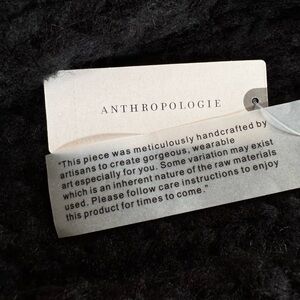 ANTHROPOLOGIE
"This piece was meticulously handcrafted by
artisans to create gorgeous, wearable
art especially for you. Some variation may exist
which is an inherent nature of the raw materials
used. Please follow care instructions to enjoy
this product for times to come."